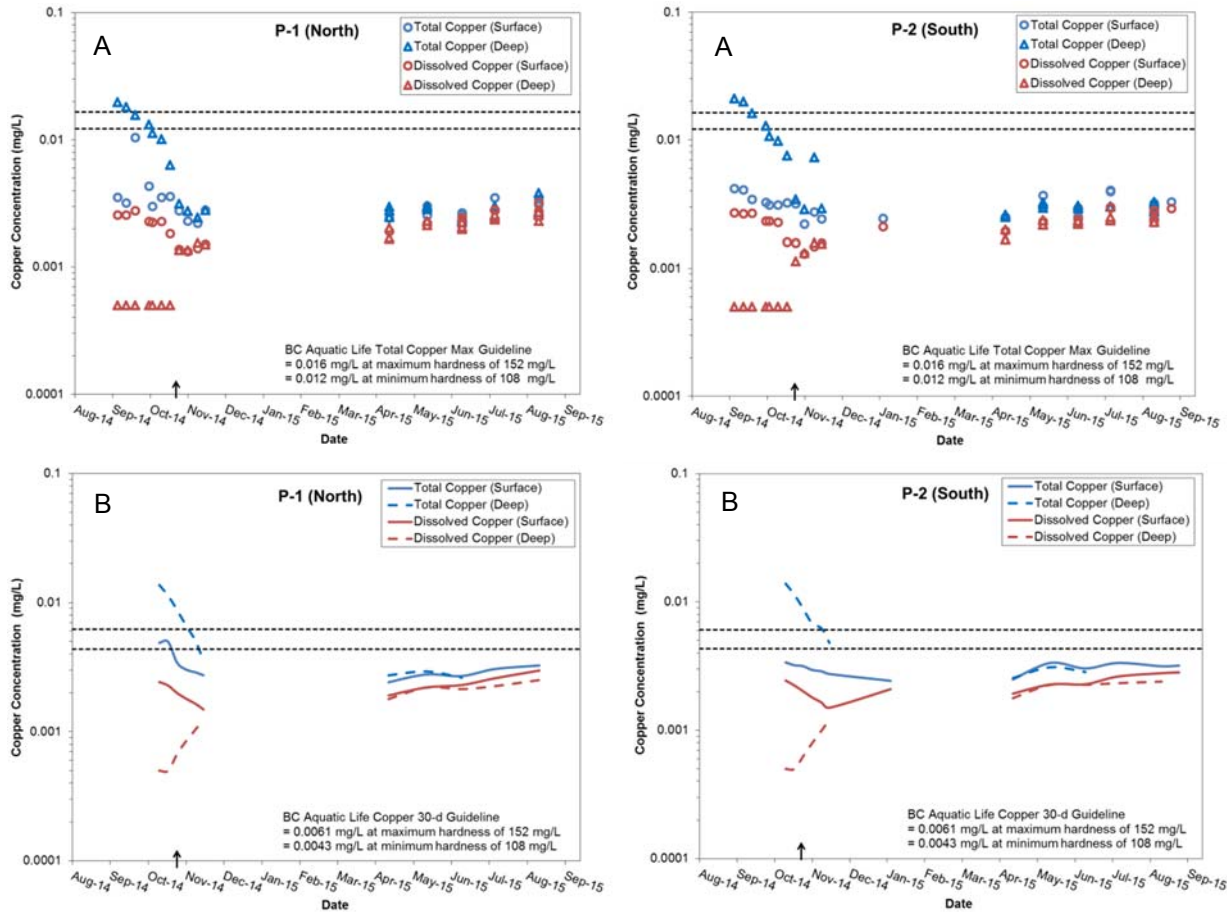 A
P-1 (North)
Total Copper (Surface)
Total Copper (Deep)
Dissolved Copper (Surface)
Dissolved Copper (Deep)
0.1
0.01
0.001
0.0001
Copper Concentration (mg/L)
BC Aquatic Life Total Copper Max Guideline
= 0.016 mg/L at maximum hardness of 152 mg/L
= 0.012 mg/L at minimum hardness of 108 mg/L
Aug-14 Sep-14 Oct-14 Nov-14 Dec-14 Jan-15 Feb-15 Mar-15 Apr-15 May-15 Jun-15 Jul-15 Aug-15 Sep-15
Date
A
P-2 (South)
Total Copper (Surface)
Total Copper (Deep)
Dissolved Copper (Surface)
Dissolved Copper (Deep)
0.1
0.01
0.001
0.0001
Copper Concentration (mg/L)
BC Aquatic Life Total Copper Max Guideline
= 0.016 mg/L at maximum hardness of 152 mg/L
= 0.012 mg/L at minimum hardness of 108 mg/L
Aug-14 Sep-14 Oct-14 Nov-14 Dec-14 Jan-15 Feb-15 Mar-15 Apr-15 May-15 Jun-15 Jul-15 Aug-15 Sep-15
Date
B
P-1 (North)
Total Copper (Surface)
Total Copper (Deep)
Dissolved Copper (Surface)
Dissolved Copper (Deep)
0.1
0.01
0.001
0.0001
Copper Concentration (mg/L)
BC Aquatic Life Copper 30-d Guideline
= 0.0061 mg/L at maximum hardness of 152 mg/L
= 0.0043 mg/L at minimum hardness of 108 mg/L
Aug-14 Sep-14 Oct-14 Nov-14 Dec-14 Jan-15 Feb-15 Mar-15 Apr-15 May-15 Jun-15 Jul-15 Aug-15 Sep-15
Date
B
P-2 (South)
Total Copper (Surface)
Total Copper (Deep)
Dissolved Copper (Surface)
Dissolved Copper (Deep)
0.1
0.01
0.001
0.0001
Copper Concentration (mg/L)
BC Aquatic Life Copper 30-d Guideline
= 0.0061 mg/L at maximum hardness of 152 mg/L
= 0.0043 mg/L at minimum hardness of 108 mg/L
Aug-14 Sep-14 Oct-14 Nov-14 Dec-14 Jan-15 Feb-15 Mar-15 Apr-15 May-15 Jun-15 Jul-15 Aug-15 Sep-15
Date